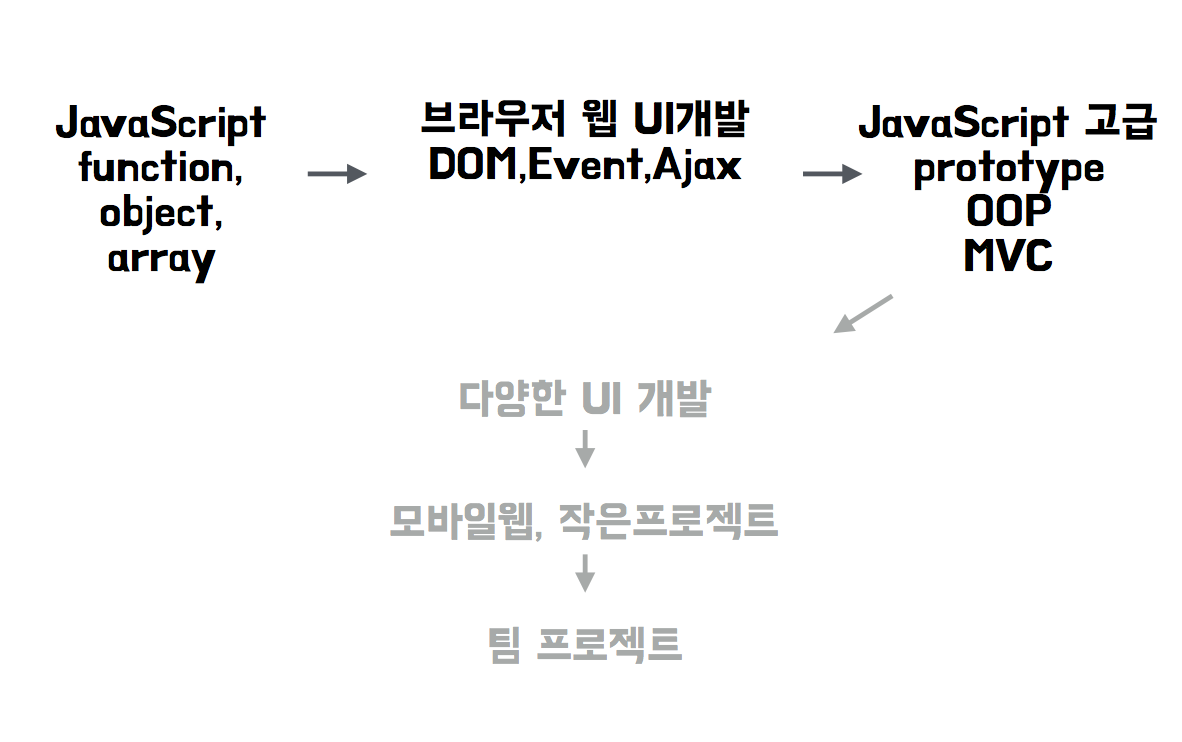 JavaScript
function,
object,
array
브라우저 웹 UI개발
DOM,Event,Ajax
JavaScript 고급
prototype
OOP
MVC
다양한 UI 개발
모바일웹, 작은프로젝트
팀 프로젝트